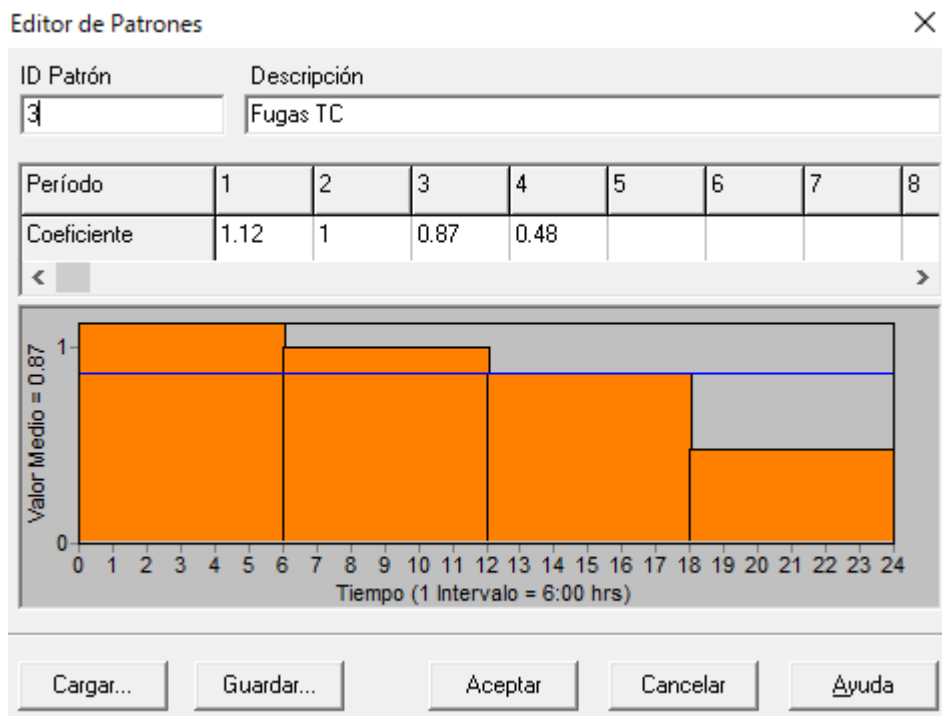 Editor de Patrones
ID Patrón Descripción
3 Fugas TC
Período 1 2 3 4 5 6 7 8
Coeficiente 1.12 1 0.87 0.48
Valor Medio = 0.87
1
0
0 1 2 3 4 5 6 7 8 9 10 11 12 13 14 15 16 17 18 19 20 21 22 23 24
Tiempo (1 Intervalo = 6:00 hrs)
Cargar... Guardar... Aceptar Cancelar Ayuda